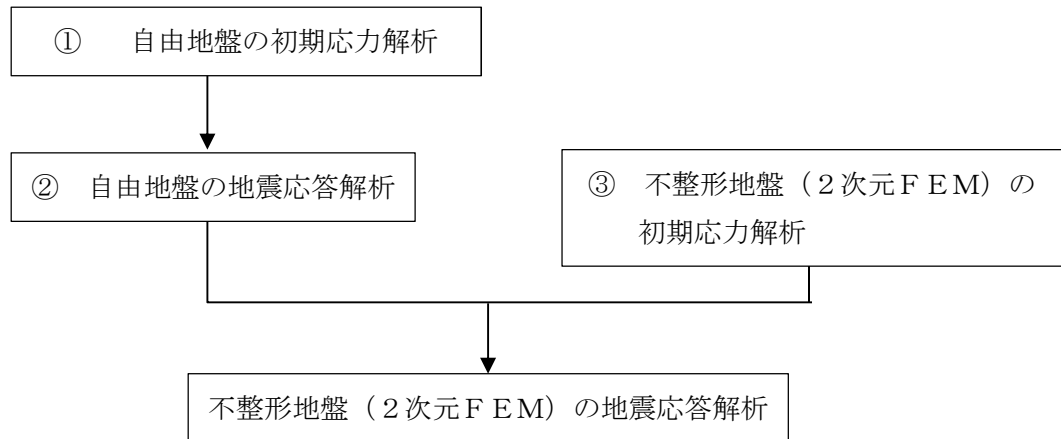 ① 自由地盤の初期応力解析
② 自由地盤の地震応答解析
③ 不整形地盤（２次元ＦＥＭ）の
初期応力解析
不整形地盤（２次元ＦＥＭ）の地震応答解析